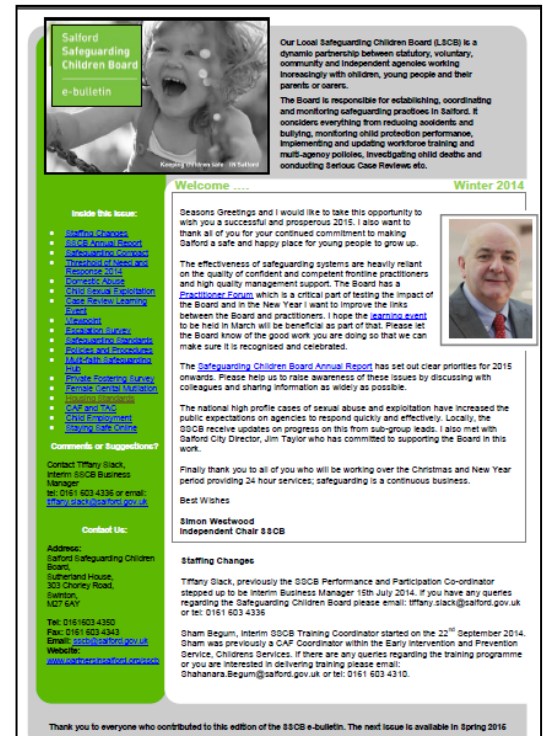 Salford
Safeguarding
Children Board
e-bulletin
Keeping children safe in Salford
Our Local Safeguarding Children Board (LSCB) is a
dynamic partnership between statutory, voluntary,
community and independent agencies working
increasingly with children, young people and their
parents or carers.
The Board is responsible for establishing, coordinating
and monitoring safeguarding practices in Salford. It
considers everything from reducing accidents and
bullying, monitoring child protection performance,
implementing and updating workforce training and
multi-agency policies, investigating child deaths and
conducting Serious Case Reviews etc.
Welcome .... Winter 2014
Inside this issue:
Staffing Changes
SSCB Annual Report
Safeguarding Compact
Threshold of Need and
Response 2014
Domestic Abuse
Child Sexual Exploitation
Case Review Learning
Event
Viewpoint
Escalation Survey
Safeguarding Standards
Policies and Procedures
Multi-faith Safeguarding
Hub
Private Fostering Survey
Female Genital Mutilation
Housing Standards
CAF and TAC
Child Employment
Staying Safe Online
Comments or Suggestions?
Contact Tiffany Slack,
Interim SSCB Business
Manager
tel: 0161 603 4336 or email:
tiffany.slack@salford.gov.uk
Contact Us:
Address:
Salford Safeguarding Children
Board,
Sutherland House,
303 Chorley Road,
Swinton,
M27 6AY
Tel: 0161603 4350
Fax: 0161 603 4343
Email: sscb@salford.gov.uk
Website:
www.partnersinsalford.org/sscb
Seasons Greetings and I would like to take this opportunity to
wish you a successful and prosperous 2015. I also want to
thank all of you for your continued commitment to making
Salford a safe and happy place for young people to grow up.
The effectiveness of safeguarding systems are heavily reliant
on the quality of confident and competent frontline practitioners
and high quality management support. The Board has a
Practitioner Forum which is a critical part of testing the impact of
the Board and in the New Year I want to improve the links
between the Board and practitioners. I hope the learning event
to be held in March will be beneficial as part of that. Please let
the Board know of the good work you are doing so that we can
make sure it is recognised and celebrated.
The Safeguarding Children Board Annual Report has set out clear priorities for 2015
onwards. Please help us to raise awareness of these issues by discussing with
colleagues and sharing information as widely as possible.
The national high profile cases of sexual abuse and exploitation have increased the
public expectations on agencies to respond quickly and effectively. Locally, the
SSCB receive updates on progress on this from sub-group leads. I also met with
Salford City Director, Jim Taylor who has committed to supporting the Board in this
work.
Finally thank you to all of you who will be working over the Christmas and New Year
period providing 24 hour services; safeguarding is a continuous business.
Best Wishes
Simon Westwood
Independent Chair SSCB
Staffing Changes
Tiffany Slack, previously the SSCB Performance and Participation Co-ordinator
stepped up to be Interim Business Manager 15th July 2014. If you have any queries
regarding the Safeguarding Children Board please email: tiffany.slack@salford.gov.uk
or tel: 0161 603 4336
Sham Begum, Interim SSCB Training Coordinator started on the 22nd September 2014.
Sham was previously a CAF Coordinator within the Early Intervention and Prevention
Service, Childrens Services. If there are any queries regarding the training programme
or you are interested in delivering training please email:
Shahanara.Begum@salford.gov.uk or tel: 0161 603 4310.
Thank you to everyone who contributed to this edition of the SSCB e-bulletin. The next issue is available in Spring 2015